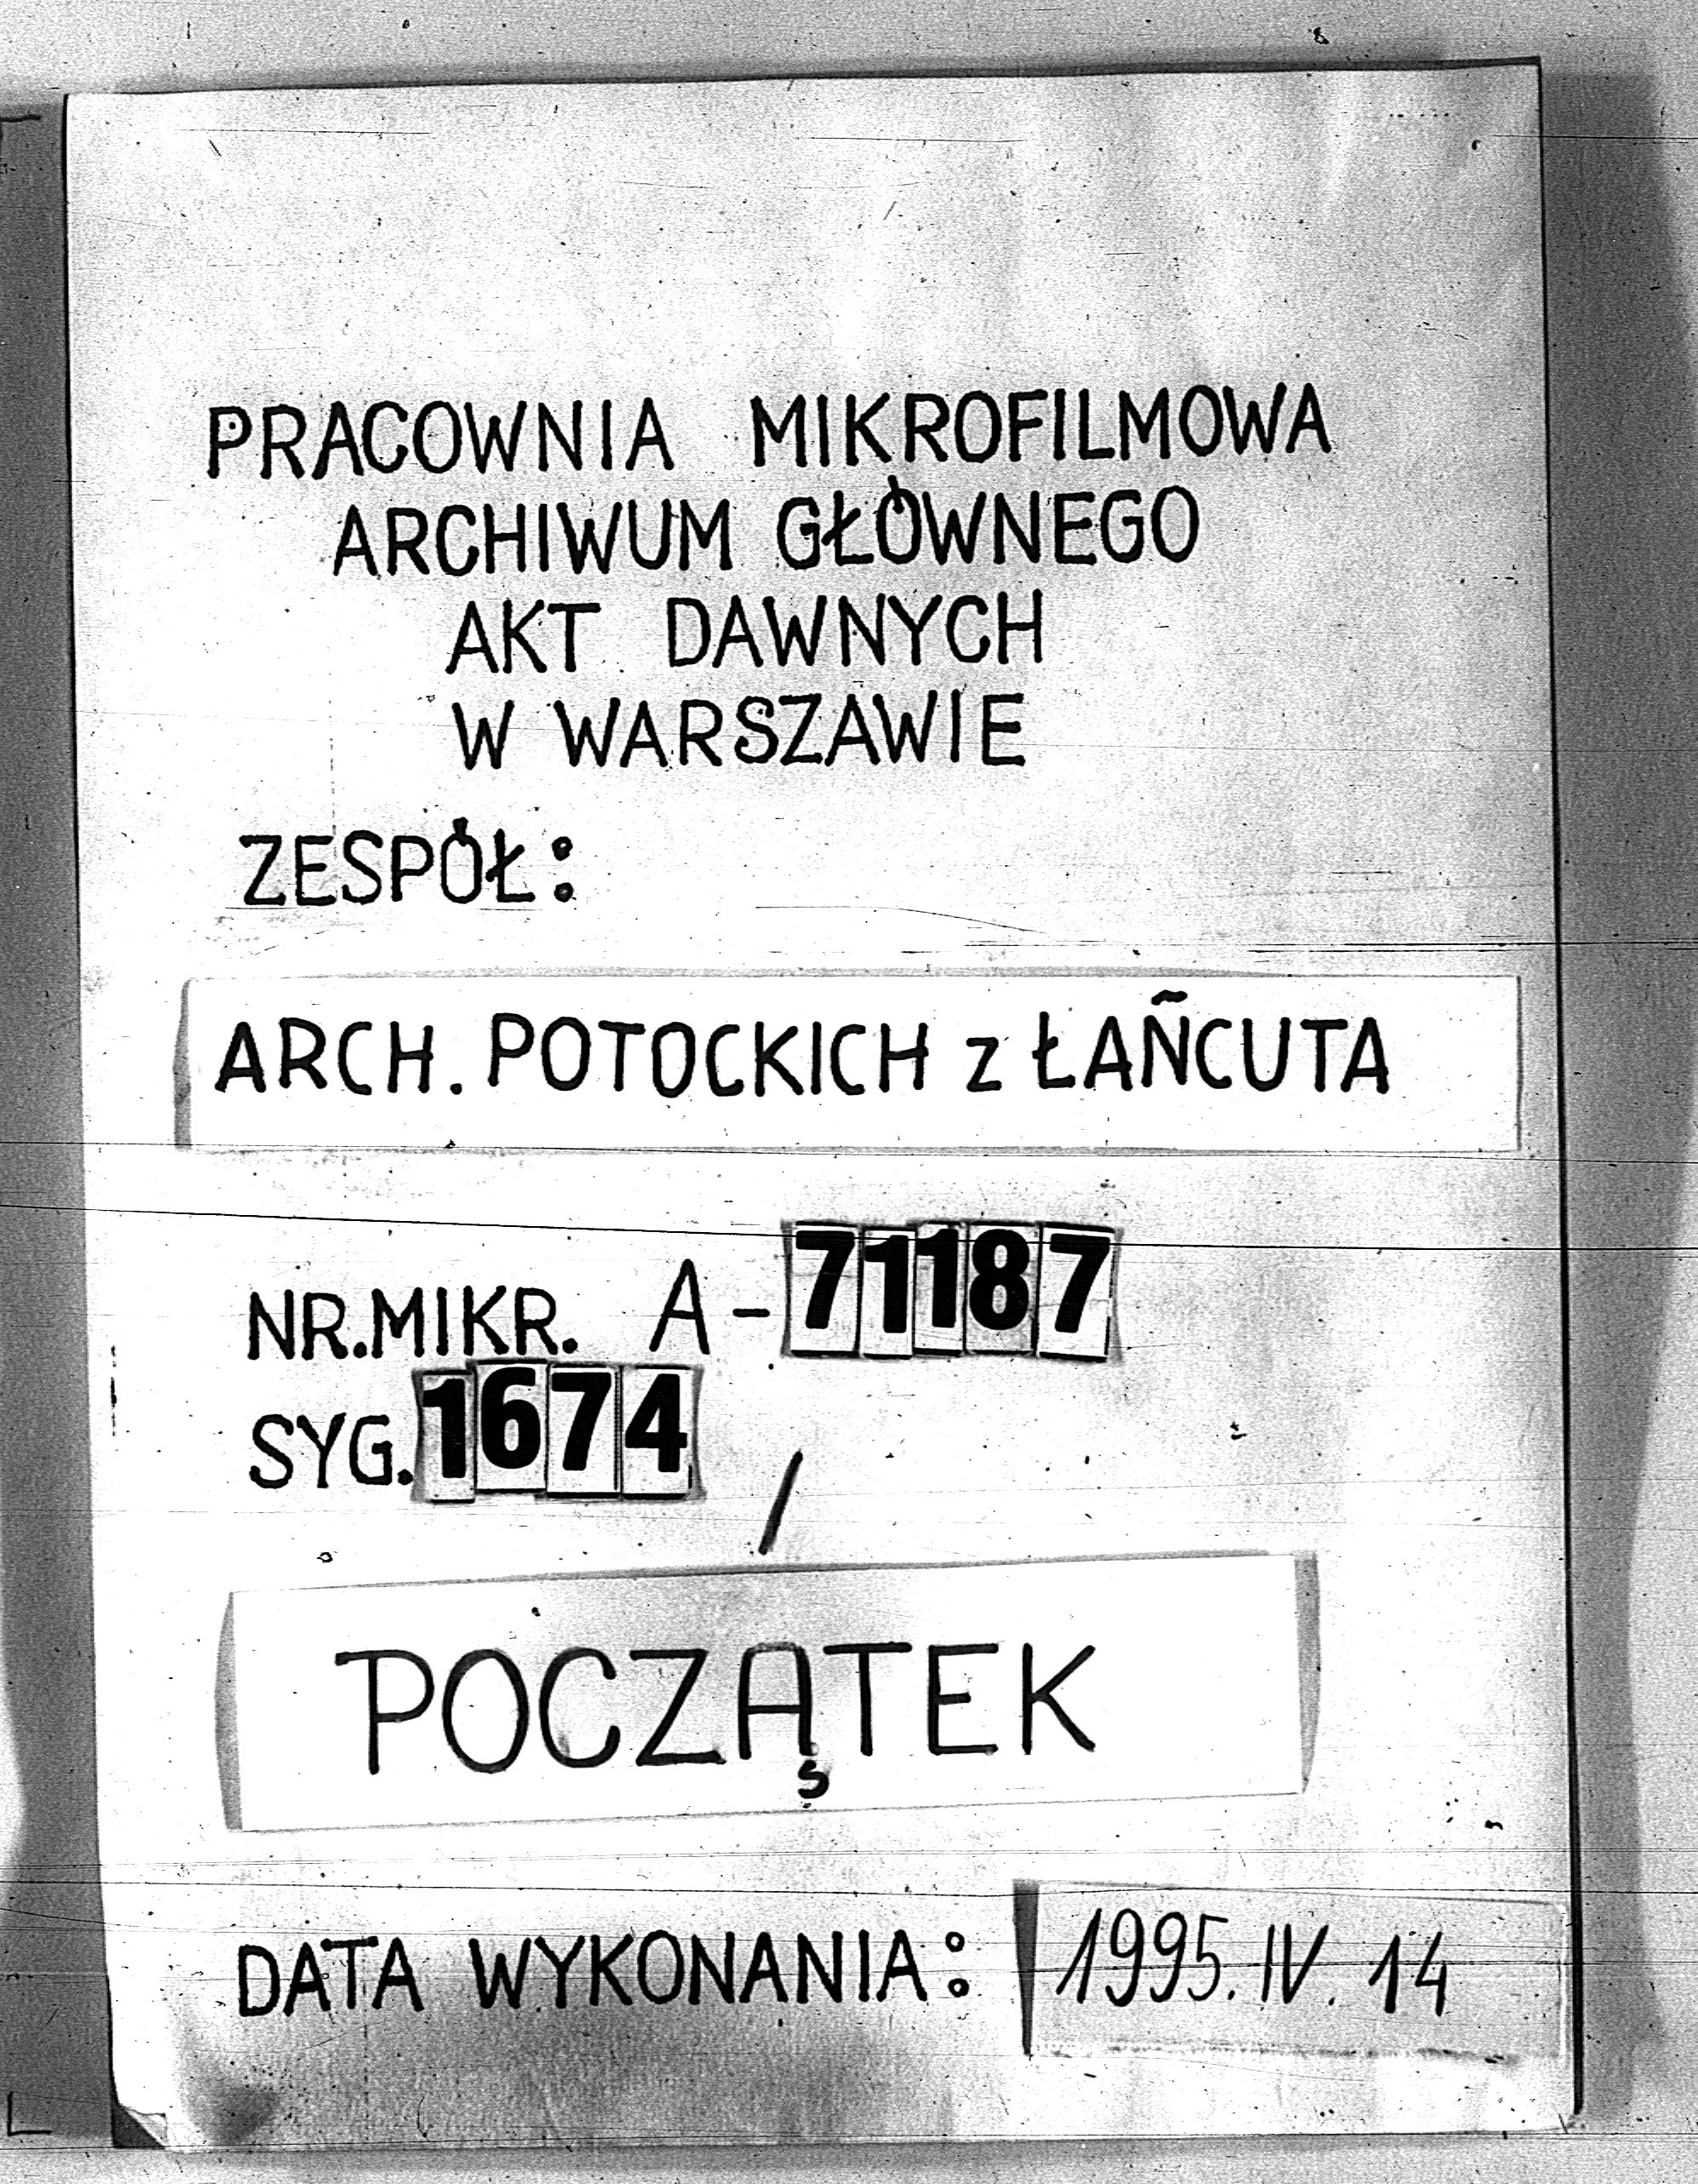 PRACOWNIA MIKROFILMOWA
ARCHIWUM GŁÓWNEGO
AKT DAWNYCH
W WARSZAWIE
ZESPÓŁ:
ARCH. POTOCKICH z ŁAÑCUTA
NR.MIKR. A-71187
SYG. 1674 /
POCZĄTEK
DATA WYKONANIA: 1995.IV.14